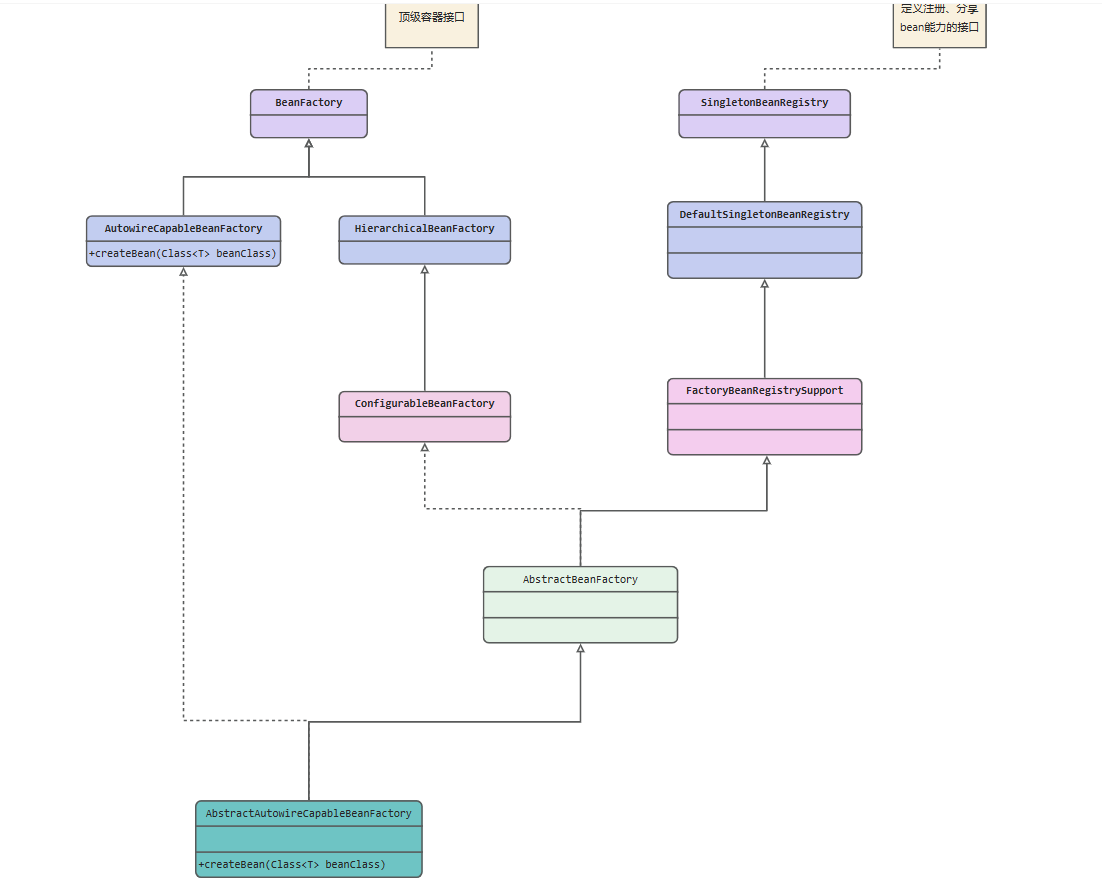 顶级容器接口
定义注册、分享
bean能力的接口
BeanFactory
SingletonBeanRegistry
AutowireCapableBeanFactory
+createBean(Class<T> beanClass)
HierarchicalBeanFactory
DefaultSingletonBeanRegistry
ConfigurableBeanFactory
FactoryBeanRegistrySupport
AbstractBeanFactory
AbstractAutowireCapableBeanFactory
+createBean(Class<T> beanClass)